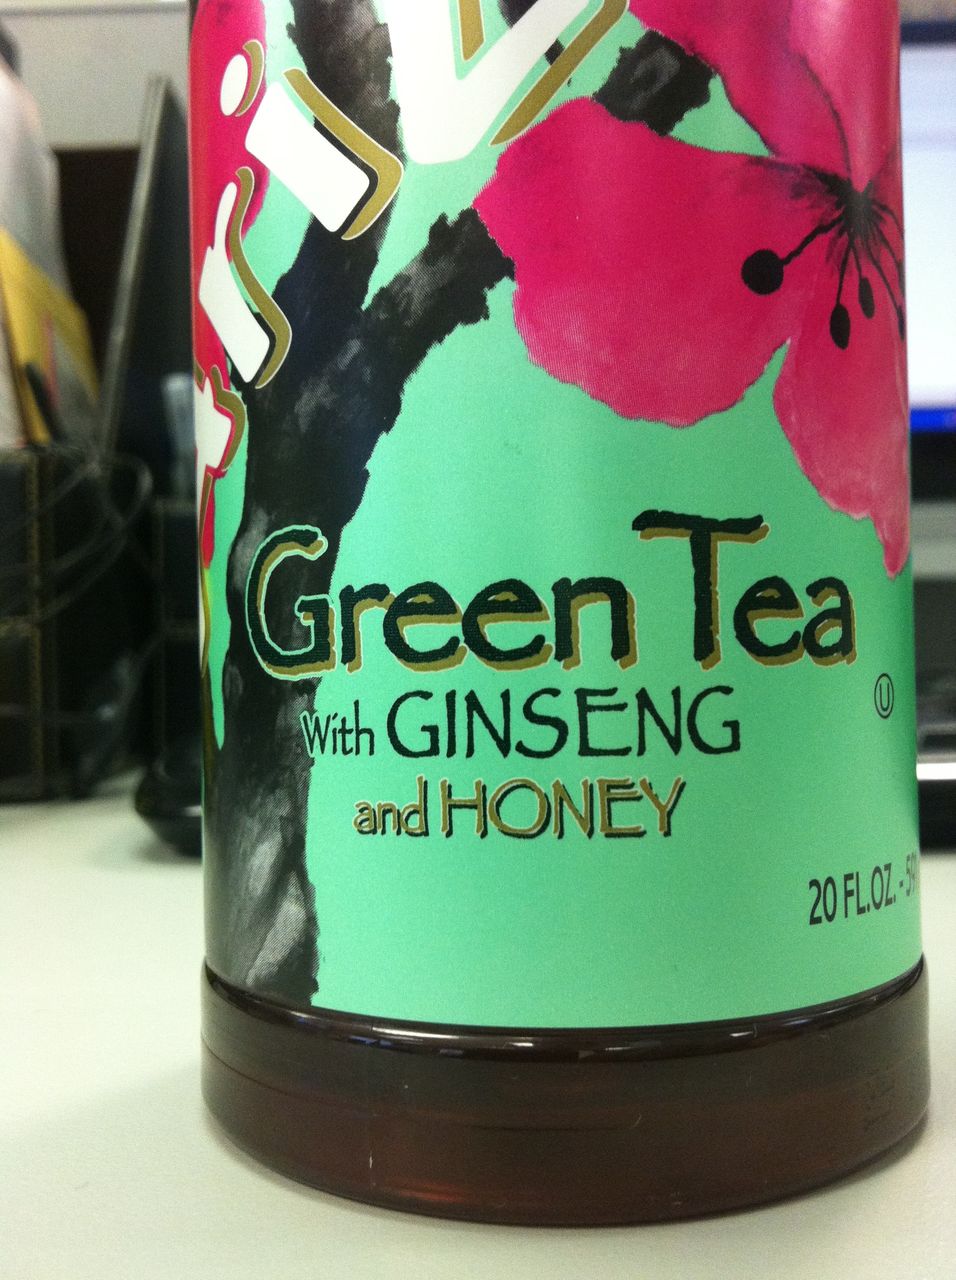 Green Tea
With GINSENG
and HONEY
U
20 FL.OZ. -